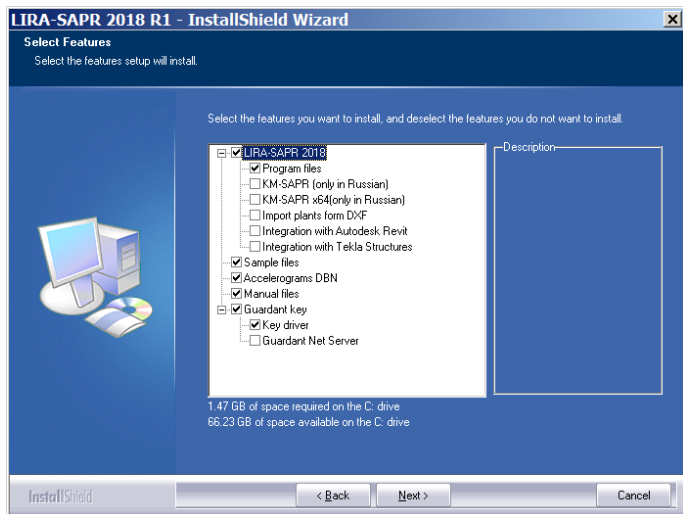 LIRA-SAPR 2018 R1 - InstallShield Wizard
Select Features
Select the features setup will install.
Select the features you want to install, and deselect the features you do not want to install.
LIRA-SAPR 2018
Program files
KM-SAPR (only in Russian)
KM-SAPR x64(only in Russian)
Import plants form DXF
Integration with Autodesk Revit
Integration with Tekla Structures
Sample files
Accelerograms DBN
Manual files
Guardant key
Key driver
Guardant Net Server
Description
1.47 GB of space required on the C: drive
66.23 GB of space available on the C: drive
InstallShield
< Back
Next >
Cancel